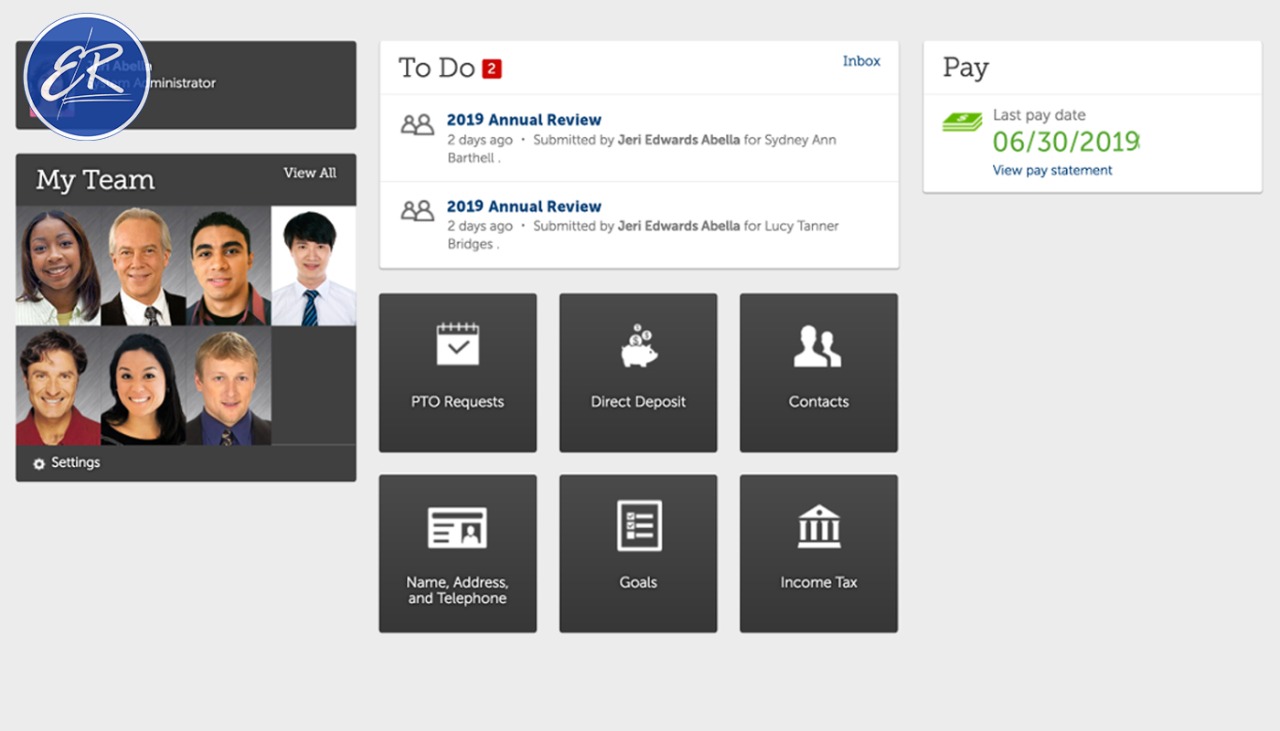 ER
Jeri Abella
Administrator
My Team
View All
Settings
To Do 2
Inbox
2019 Annual Review
2 days ago · Submitted by Jeri Edwards Abella for Sydney Ann
Barthell .
2019 Annual Review
2 days ago · Submitted by Jeri Edwards Abella for Lucy Tanner
Bridges .
PTO Requests
Direct Deposit
Contacts
Name, Address,
and Telephone
Goals
Income Tax
Pay
Last pay date
06/30/2019
View pay statement